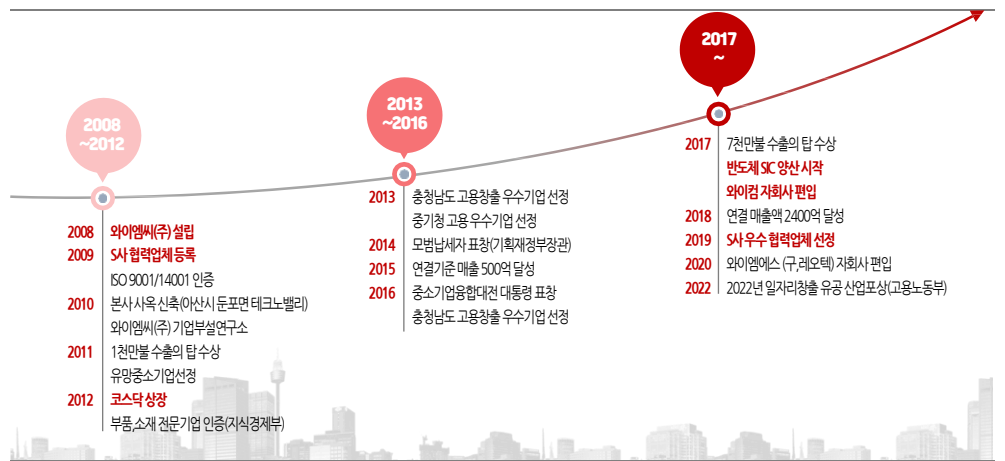 2008
~2012
2008 와이엠씨(주) 설립
2009 S사 협력업체 등록
ISO 9001/14001 인증
2010 본사 사옥 신축(아산시 둔포면 테크노밸리)
와이엠씨(주) 기업부설연구소
2011 1천만불 수출의 탑 수상
유망중소기업선정
2012 코스닥 상장
부품,소재 전문기업 인증(지식경제부)
2013
~2016
2013 충청남도 고용창출 우수기업 선정
중기청 고용 우수기업 선정
2014 모범납세자 표창(기획재정부장관)
2015 연결기준 매출 500억 달성
2016 중소기업융합대전 대통령 표창
충청남도 고용창출 우수기업 선정
2017
~
2017 7천만불 수출의 탑 수상
반도체 SIC 양산 시작
와이컴 자회사 편입
2018 연결 매출액 2400억 달성
2019 S사 우수 협력업체 선정
2020 와이엠에스 (구,레오텍) 자회사 편입
2022 2022년 일자리창출 유공 산업포상(고용노동부)